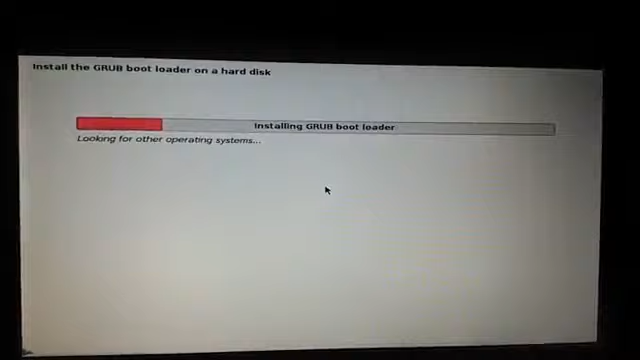 Install the GRUB boot loader on a hard disk
Installing GRUB boot loader
Looking for other operating systems...